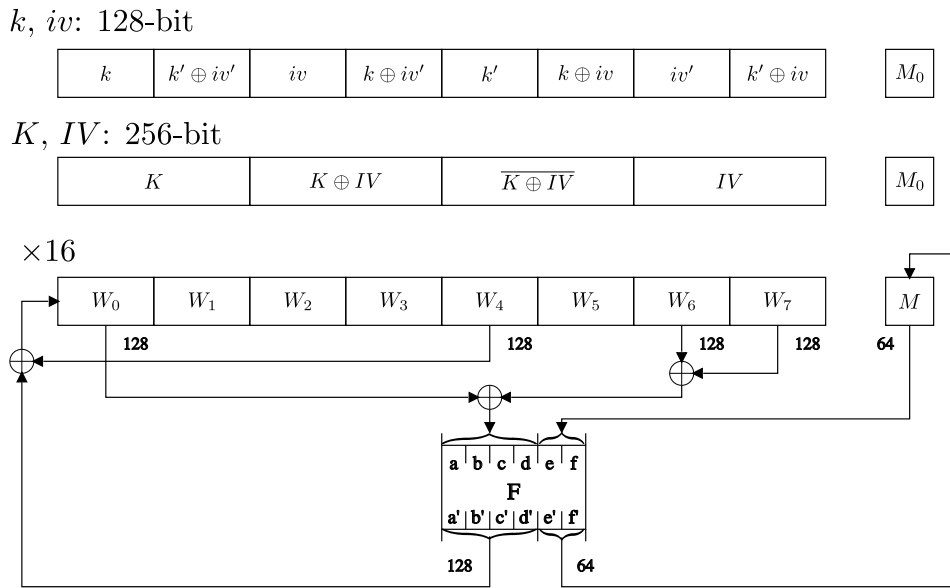 k, iv: 128-bit
k k′ ⊕ iv′ iv k ⊕ iv′ k′ k ⊕ iv iv′ k′ ⊕ iv M₀
K, IV: 256-bit
K K ⊕ IV K̅ ̅⊕̅ ̅I̅V̅ IV M₀
×16
W₀ W₁ W₂ W₃ W₄ W₅ W₆ W₇ M
128 128 128 128 64
a b c d e f
F
a' b' c' d' e' f'
128 64